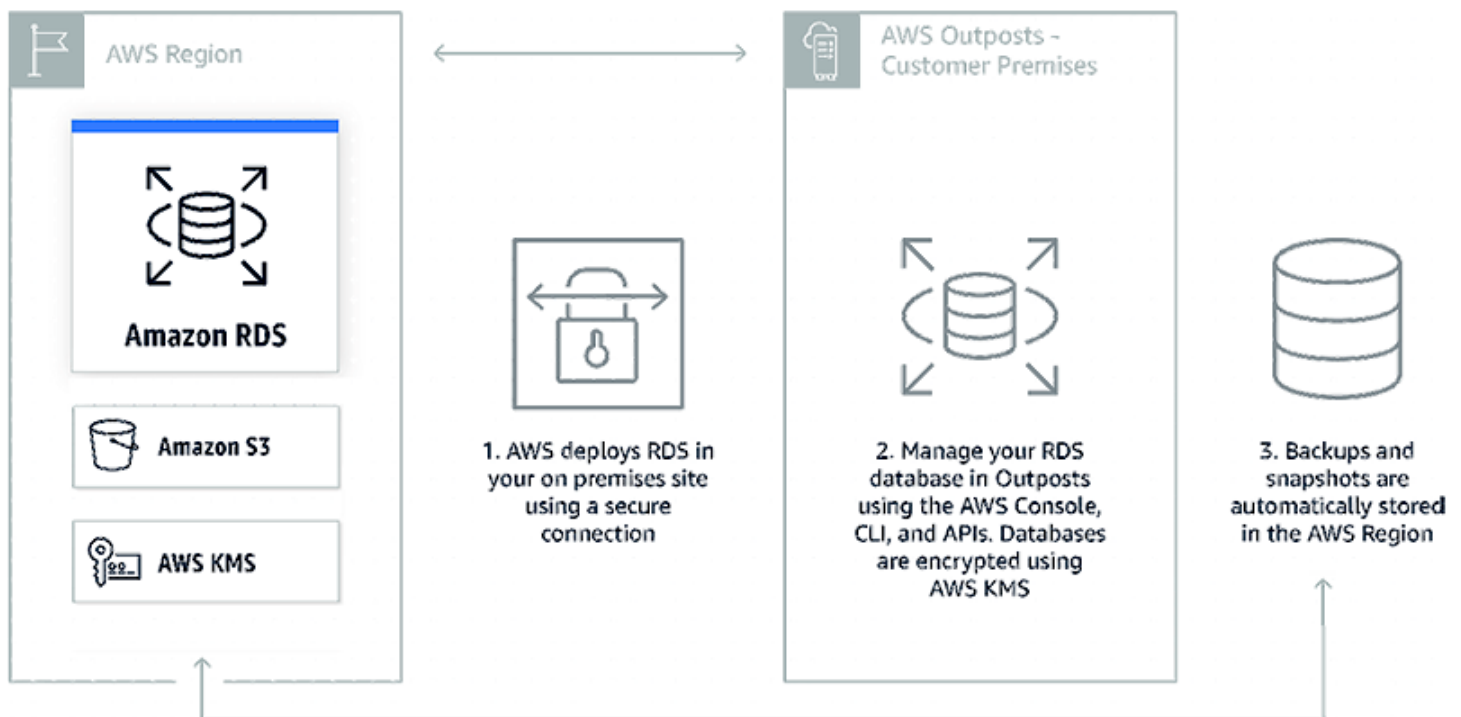 AWS Region
AWS Outposts -
Customer Premises
Amazon RDS
Amazon S3
AWS KMS
1. AWS deploys RDS in
your on premises site
using a secure
connection
2. Manage your RDS
database in Outposts
using the AWS Console,
CLI, and APIs. Databases
are encrypted using
AWS KMS
3. Backups and
snapshots are
automatically stored
in the AWS Region